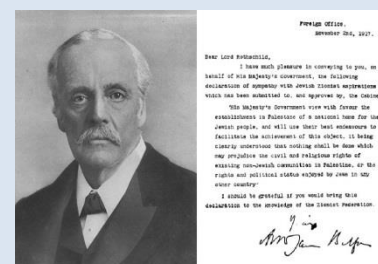 Foreign Office,
November 2nd, 1917.
Dear Lord Rothschild,
I have much pleasure in conveying to you, on
behalf of His Majesty's Government, the following
declaration of sympathy with Jewish Zionist aspirations
which has been submitted to, and approved by, the Cabinet
"His Majesty's Government view with favour the
establishment in Palestine of a national home for the
Jewish people, and will use their best endeavours to
facilitate the achievement of this object, it being
clearly understood that nothing shall be done which
may prejudice the civil and religious rights of
existing non-Jewish communities in Palestine, or the
rights and political status enjoyed by Jews in any
other country"
I should be grateful if you would bring this
declaration to the knowledge of the Zionist Federation.